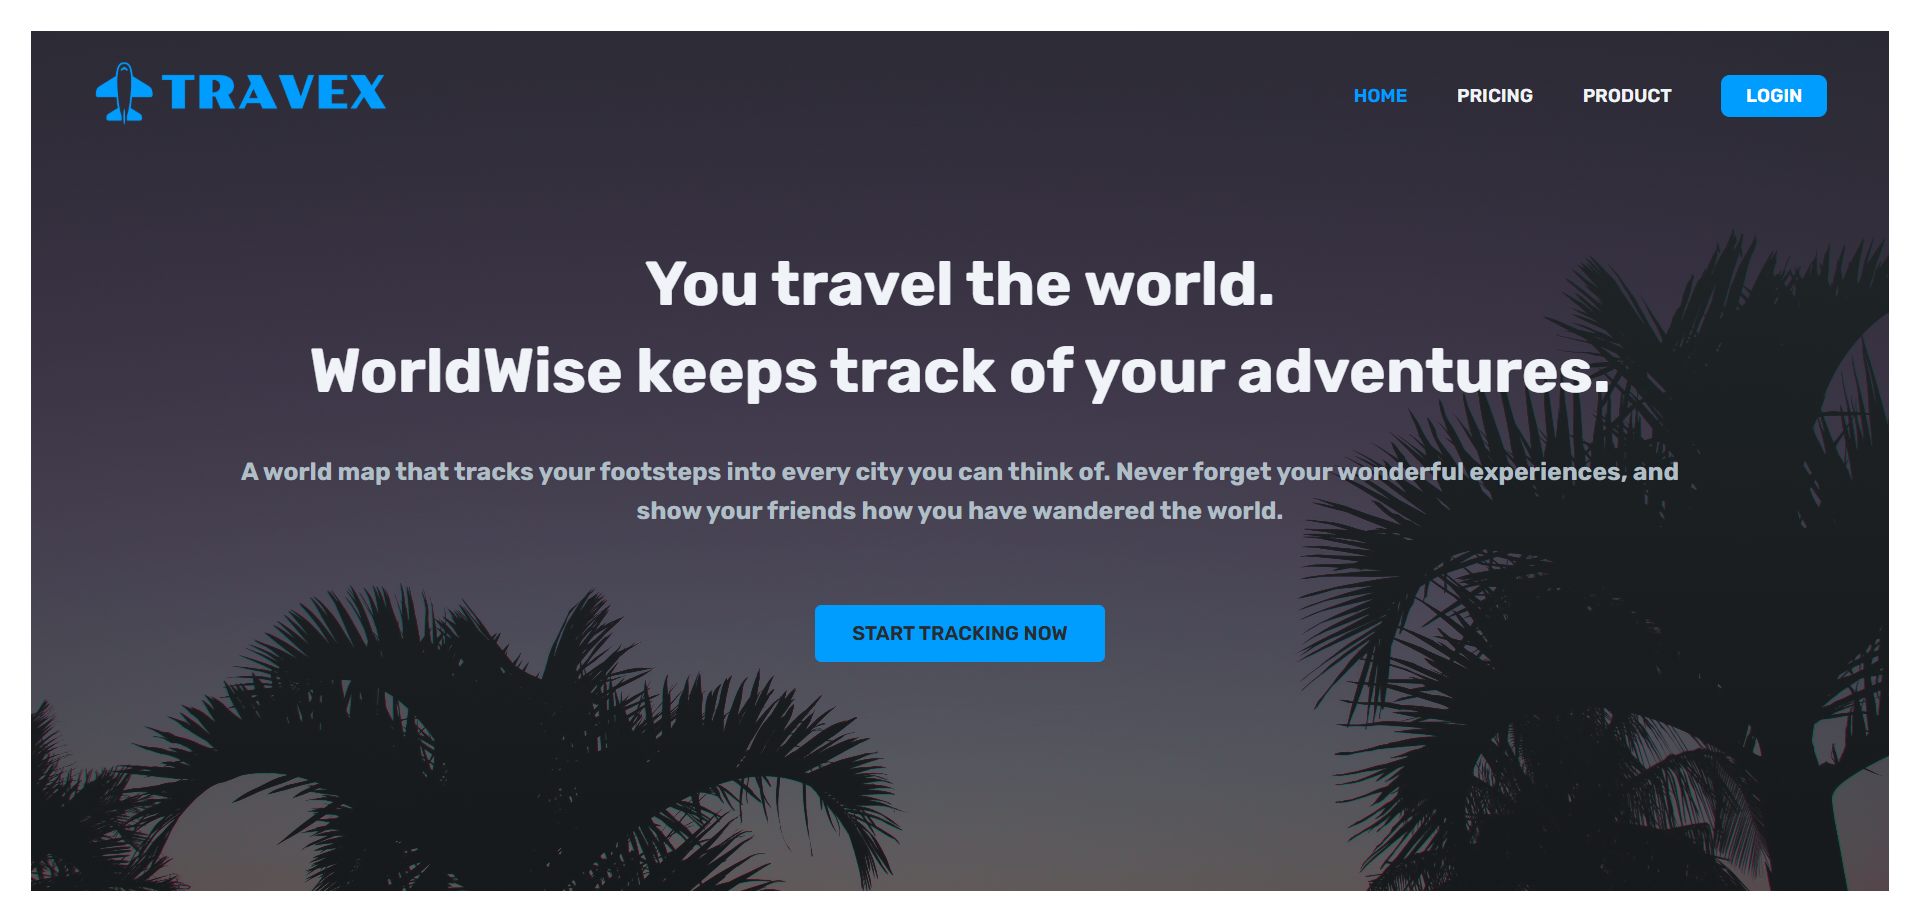 TRAVEX
HOME PRICING PRODUCT LOGIN
You travel the world.
WorldWise keeps track of your adventures.
A world map that tracks your footsteps into every city you can think of. Never forget your wonderful experiences, and
show your friends how you have wandered the world.
START TRACKING NOW